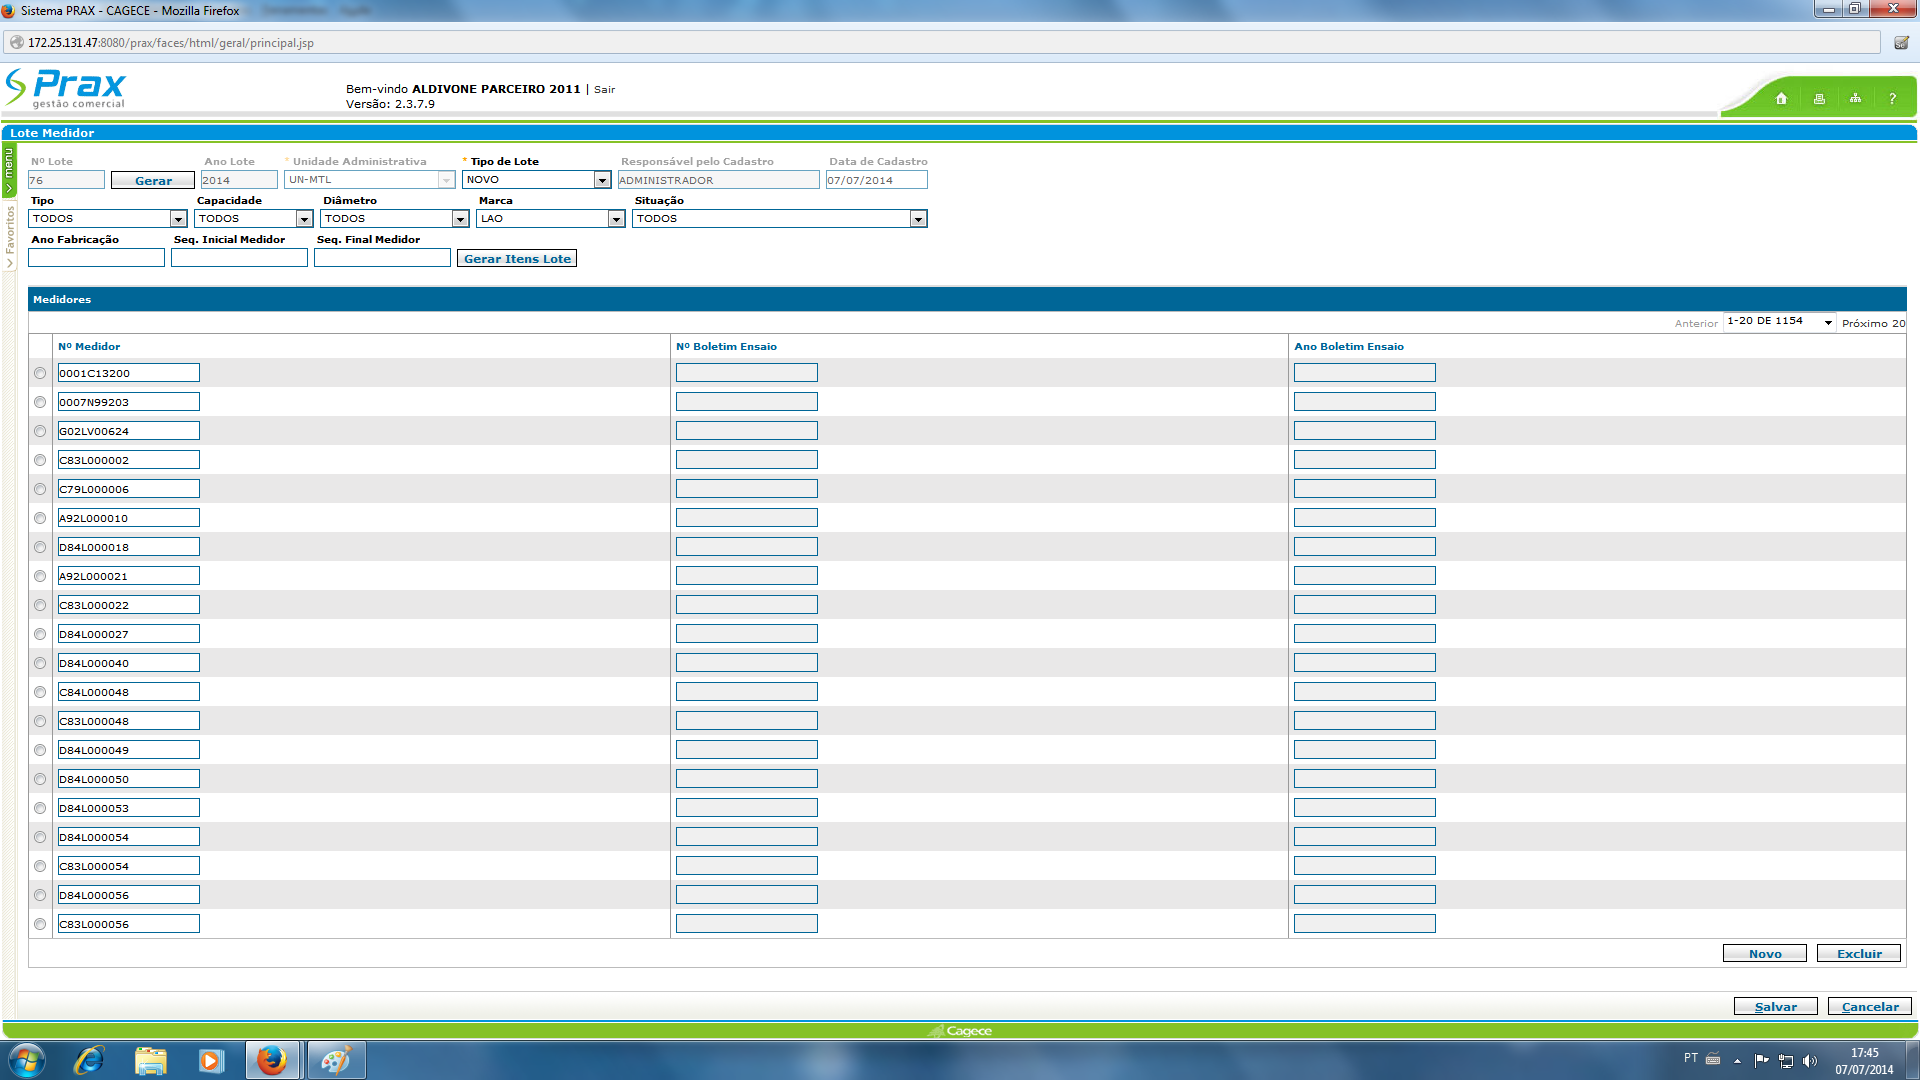 Sistema PRAX - CAGECE - Mozilla Firefox
172.25.131.47:8080/prax/faces/html/geral/principal.jsp
Prax
gestão comercial
Bem-vindo ALDIVONE PARCEIRO 2011 | Sair
Versão: 2.3.7.9
?
Lote Medidor
menu
Favoritos
Nº Lote Ano Lote * Unidade Administrativa * Tipo de Lote Responsável pelo Cadastro Data de Cadastro
76 Gerar 2014 UN-MTL NOVO ADMINISTRADOR 07/07/2014
Tipo Capacidade Diâmetro Marca Situação
TODOS TODOS TODOS LAO TODOS
Ano Fabricação Seq. Inicial Medidor Seq. Final Medidor
Gerar Itens Lote
Medidores
Anterior 1-20 DE 1154 Próximo 20
Nº Medidor Nº Boletim Ensaio Ano Boletim Ensaio
0001C13200
0007N99203
G02LV00624
C83L000002
C79L000006
A92L000010
D84L000018
A92L000021
C83L000022
D84L000027
D84L000040
C84L000048
C83L000048
D84L000049
D84L000050
D84L000053
D84L000054
C83L000054
D84L000056
C83L000056
Novo Excluir
Salvar Cancelar
Cagece
PT
17:45
07/07/2014